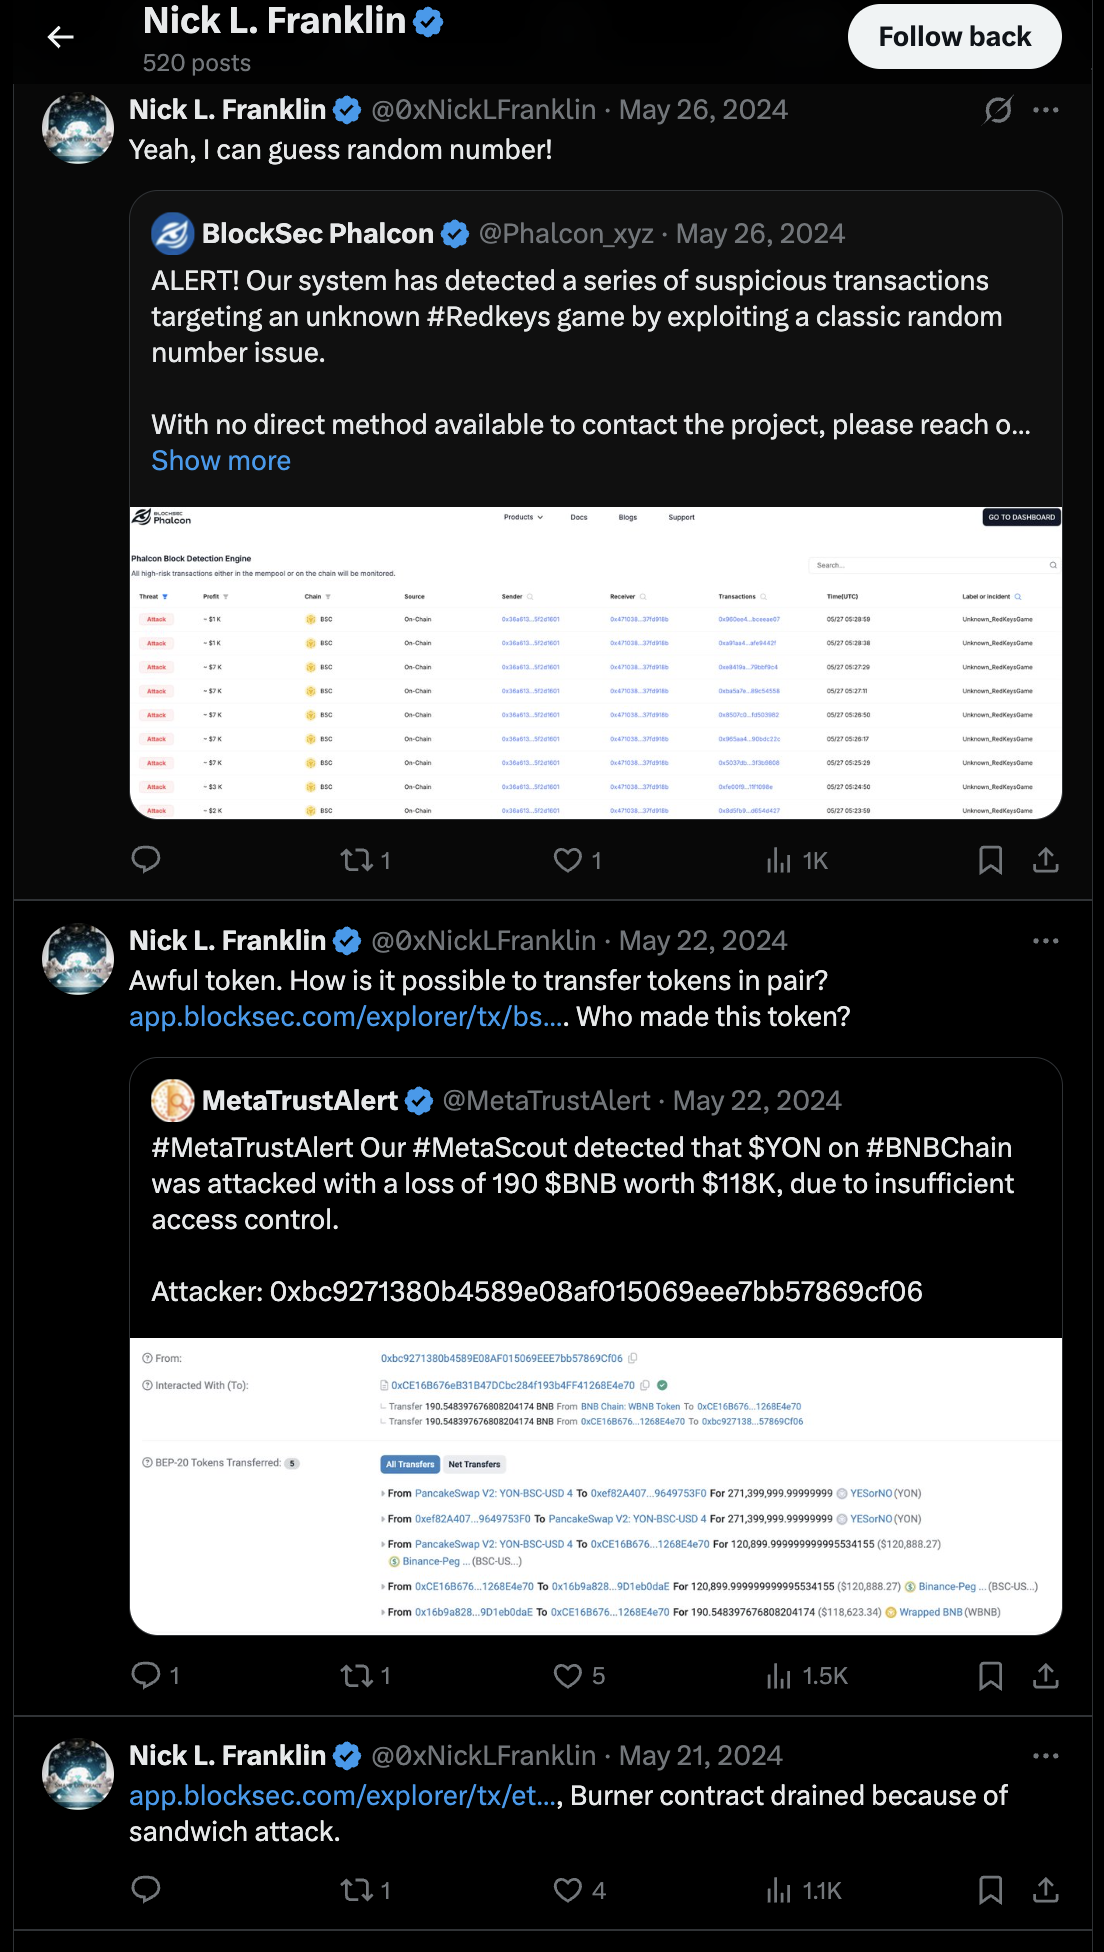 Nick L. Franklin
520 posts
Follow back
Nick L. Franklin @0xNickLFranklin · May 26, 2024
Yeah, I can guess random number!
BlockSec Phalcon @Phalcon_xyz · May 26, 2024
ALERT! Our system has detected a series of suspicious transactions
targeting an unknown #Redkeys game by exploiting a classic random
number issue.
With no direct method available to contact the project, please reach o...
Show more
BLOCKSEC
Phalcon
Products Docs Blogs Support
GO TO DASHBOARD
Phalcon Block Detection Engine
All high-risk transactions either in the mempool or on the chain will be monitored.
Search...
Threat Profit Chain Source Sender Receiver Transactions Time(UTC) Label or Incident
Attack ~ $1 K BSC On-Chain 0x36a613...5f2d1601 0x471038...37fd918b 05/27 05:28:59 Unknown_RedKeysGame
Attack ~ $1 K BSC On-Chain 0x36a613...5f2d1601 0x471038...37fd918b 05/27 05:28:38 Unknown_RedKeysGame
Attack ~ $7 K BSC On-Chain 0x36a613...5f2d1601 0x471038...37fd918b 05/27 05:27:29 Unknown_RedKeysGame
Attack ~ $7 K BSC On-Chain 0x36a613...5f2d1601 0x471038...37fd918b 05/27 05:27:11 Unknown_RedKeysGame
Attack ~ $7 K BSC On-Chain 0x36a613...5f2d1601 0x471038...37fd918b 05/27 05:26:50 Unknown_RedKeysGame
Attack ~ $7 K BSC On-Chain 0x36a613...5f2d1601 0x471038...37fd918b 05/27 05:26:17 Unknown_RedKeysGame
Attack ~ $7 K BSC On-Chain 0x36a613...5f2d1601 0x471038...37fd918b 05/27 05:25:29 Unknown_RedKeysGame
Attack ~ $3 K BSC On-Chain 0x36a613...5f2d1601 0x471038...37fd918b 05/27 05:24:50 Unknown_RedKeysGame
Attack ~ $2 K BSC On-Chain 0x36a613...5f2d1601 0x471038...37fd918b 05/27 05:23:59 Unknown_RedKeysGame
1 1 1K
Nick L. Franklin @0xNickLFranklin · May 22, 2024
Awful token. How is it possible to transfer tokens in pair?
app.blocksec.com/explorer/tx/bs.... Who made this token?
MetaTrustAlert @MetaTrustAlert · May 22, 2024
#MetaTrustAlert Our #MetaScout detected that $YON on #BNBChain
was attacked with a loss of 190 $BNB worth $118K, due to insufficient
access control.
Attacker: 0xbc9271380b4589e08af015069eee7bb57869cf06
From: 0xbc9271380b4589E08AF015069EEE7bb57869Cf06
Interacted With (To): 0xCE16B676eB31B47DCbc284f193b4FF41268E4e70
Transfer 190.548397676808204174 BNB From BNB Chain: WBNB Token To 0xCE16B676...1268E4e70
Transfer 190.548397676808204174 BNB From 0xCE16B676...1268E4e70 To 0xbc927138...57869Cf06
BEP-20 Tokens Transferred: 5 All Transfers Net Transfers
From PancakeSwap V2: YON-BSC-USD 4 To 0xef82A407...9649753F0 For 271,399,999.99999999 YESorNO (YON)
From 0xef82A407...9649753F0 To PancakeSwap V2: YON-BSC-USD 4 For 271,399,999.99999999 YESorNO (YON)
From PancakeSwap V2: YON-BSC-USD 4 To 0xCE16B676...1268E4e70 For 120,899.999999999995534155 ($120,888.27)
Binance-Peg ... (BSC-US...)
From 0xCE16B676...1268E4e70 To 0x16b9a828...9D1eb0daE For 120,899.999999999995534155 ($120,888.27) Binance-Peg ... (BSC-US...)
From 0x16b9a828...9D1eb0daE To 0xCE16B676...1268E4e70 For 190.548397676808204174 ($118,623.34) Wrapped BNB (WBNB)
1 1 5 1.5K
Nick L. Franklin @0xNickLFranklin · May 21, 2024
app.blocksec.com/explorer/tx/et..., Burner contract drained because of
sandwich attack.
1 4 1.1K